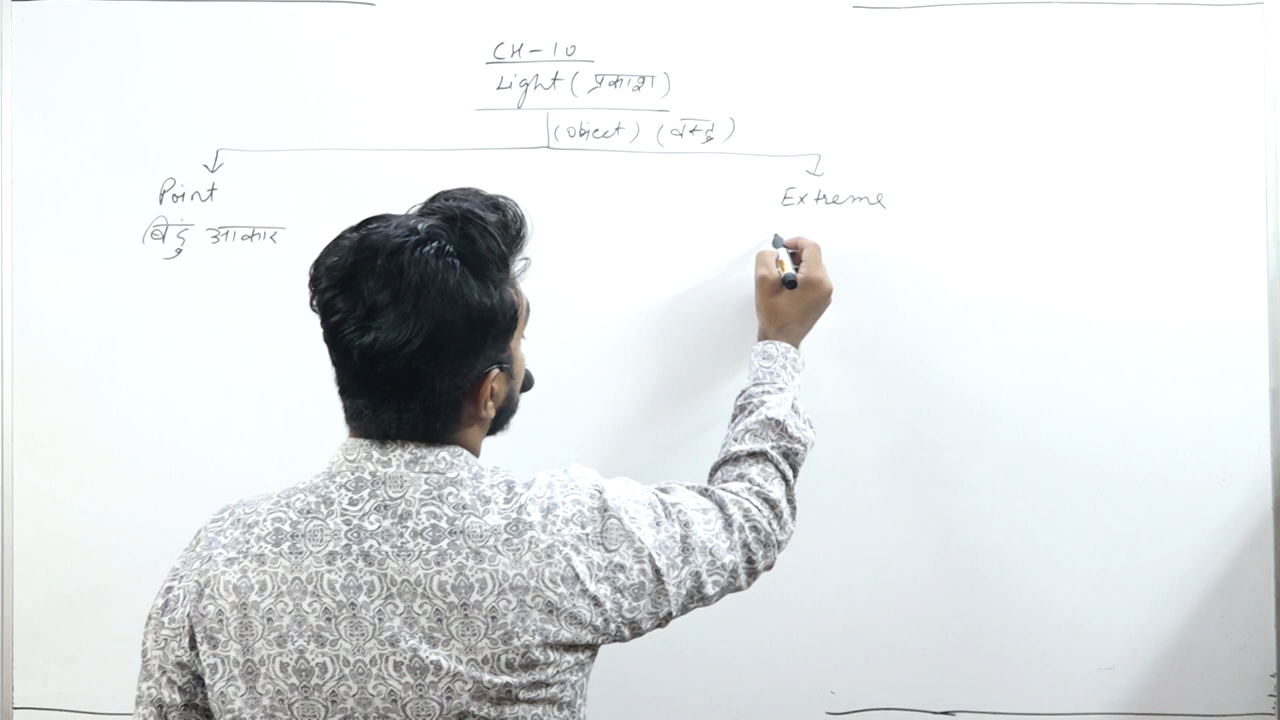 CH-10
Light (प्रकाश)
(Object) (वस्तु)
Point
बिंदु आकार
Extreme